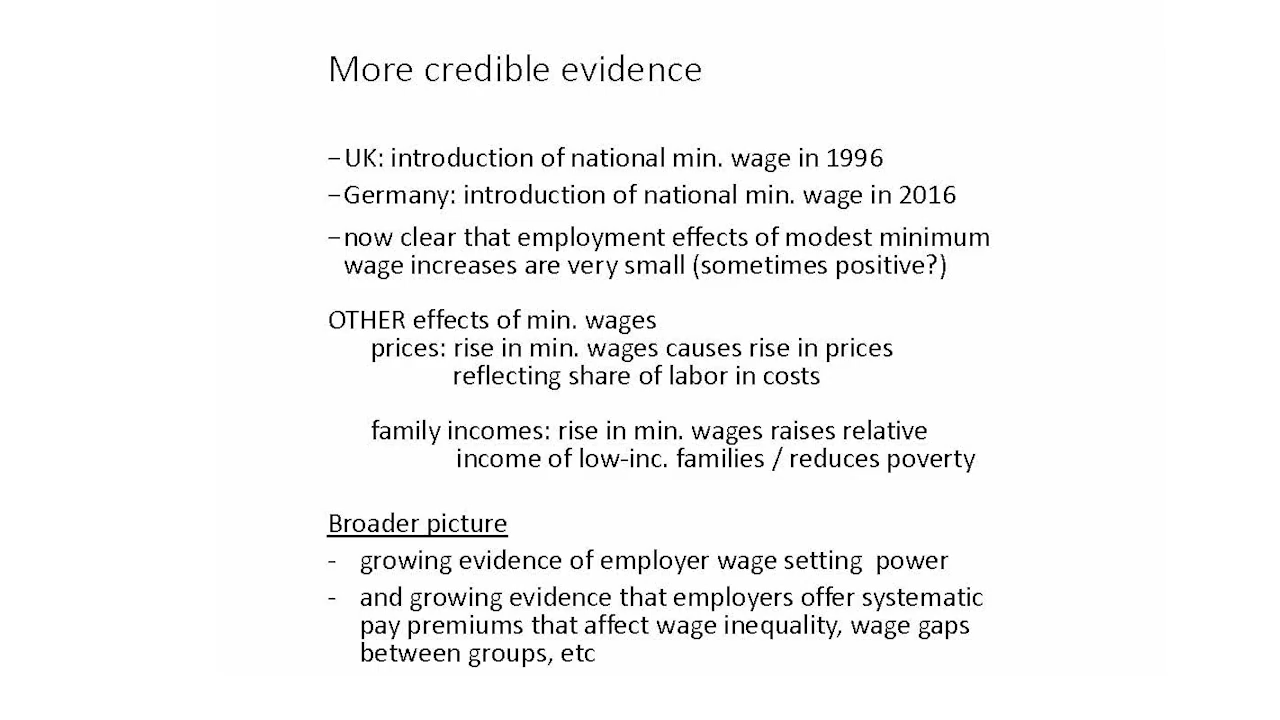 More credible evidence
–UK: introduction of national min. wage in 1996
–Germany: introduction of national min. wage in 2016
–now clear that employment effects of modest minimum
wage increases are very small (sometimes positive?)
OTHER effects of min. wages
prices: rise in min. wages causes rise in prices
reflecting share of labor in costs
family incomes: rise in min. wages raises relative
income of low-inc. families / reduces poverty
Broader picture
- growing evidence of employer wage setting power
- and growing evidence that employers offer systematic
pay premiums that affect wage inequality, wage gaps
between groups, etc